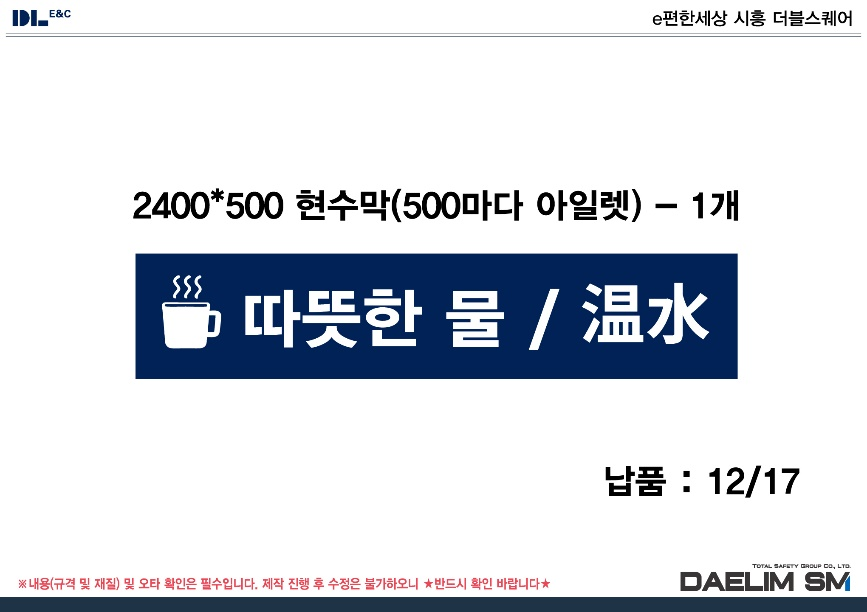 DL E&C
e편한세상 시흥 더블스퀘어
2400*500 현수막(500마다 아일렛) - 1개
따뜻한 물 / 温水
납품 : 12/17
※내용(규격 및 재질) 및 오타 확인은 필수입니다. 제작 진행 후 수정은 불가하오니 ★반드시 확인 바랍니다★
TOTAL SAFETY GROUP CO., LTD.
DAELIM SM